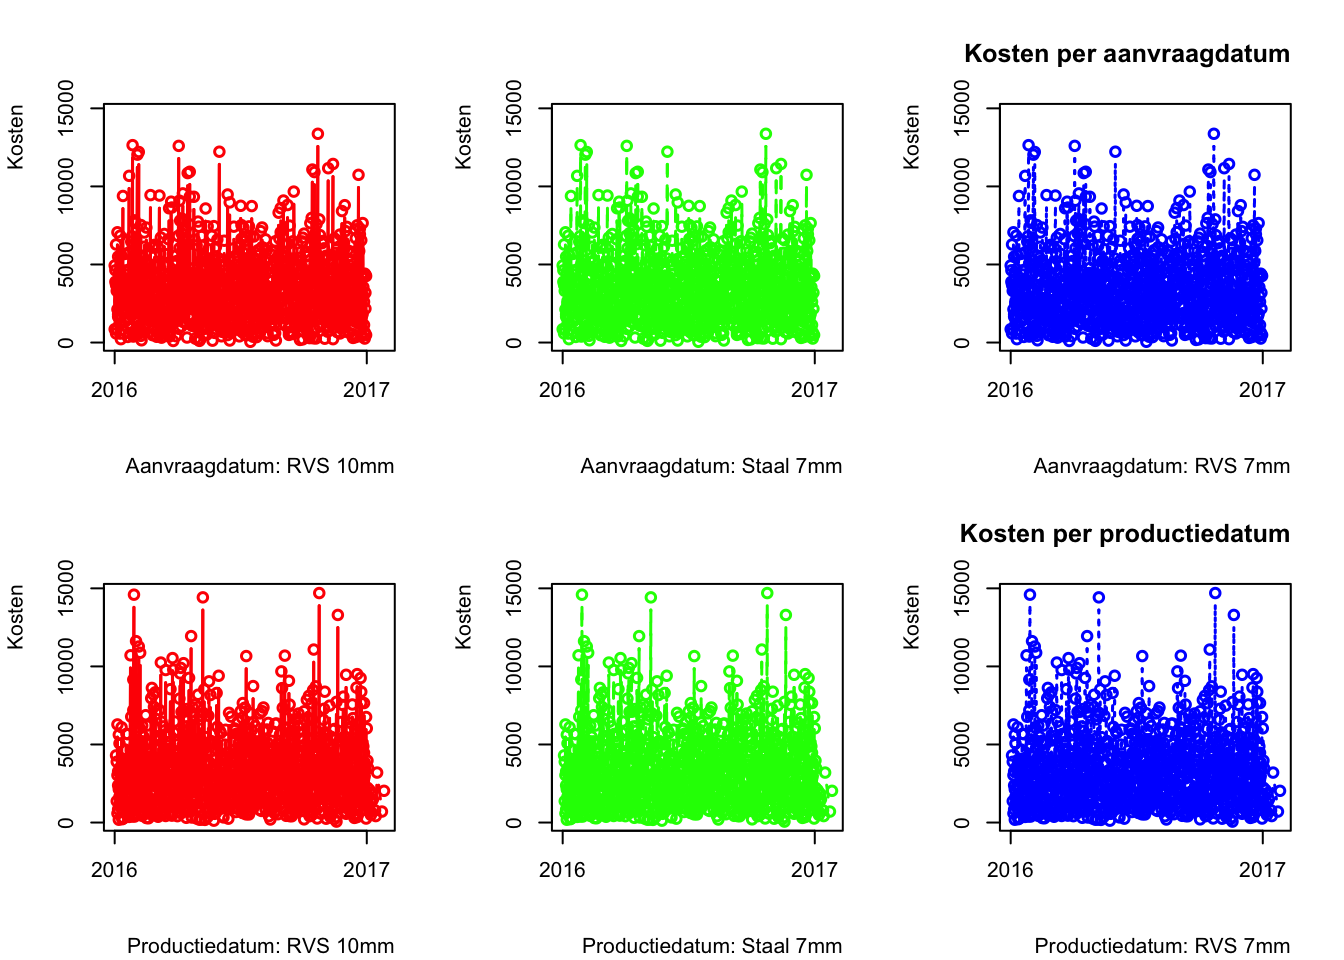 Kosten per aanvraagdatum
Kosten
0 5000 10000 15000
2016 2017
Aanvraagdatum: RVS 10mm
Kosten
0 5000 10000 15000
2016 2017
Aanvraagdatum: Staal 7mm
Kosten
0 5000 10000 15000
2016 2017
Aanvraagdatum: RVS 7mm
Kosten per productiedatum
Kosten
0 5000 10000 15000
2016 2017
Productiedatum: RVS 10mm
Kosten
0 5000 10000 15000
2016 2017
Productiedatum: Staal 7mm
Kosten
0 5000 10000 15000
2016 2017
Productiedatum: RVS 7mm